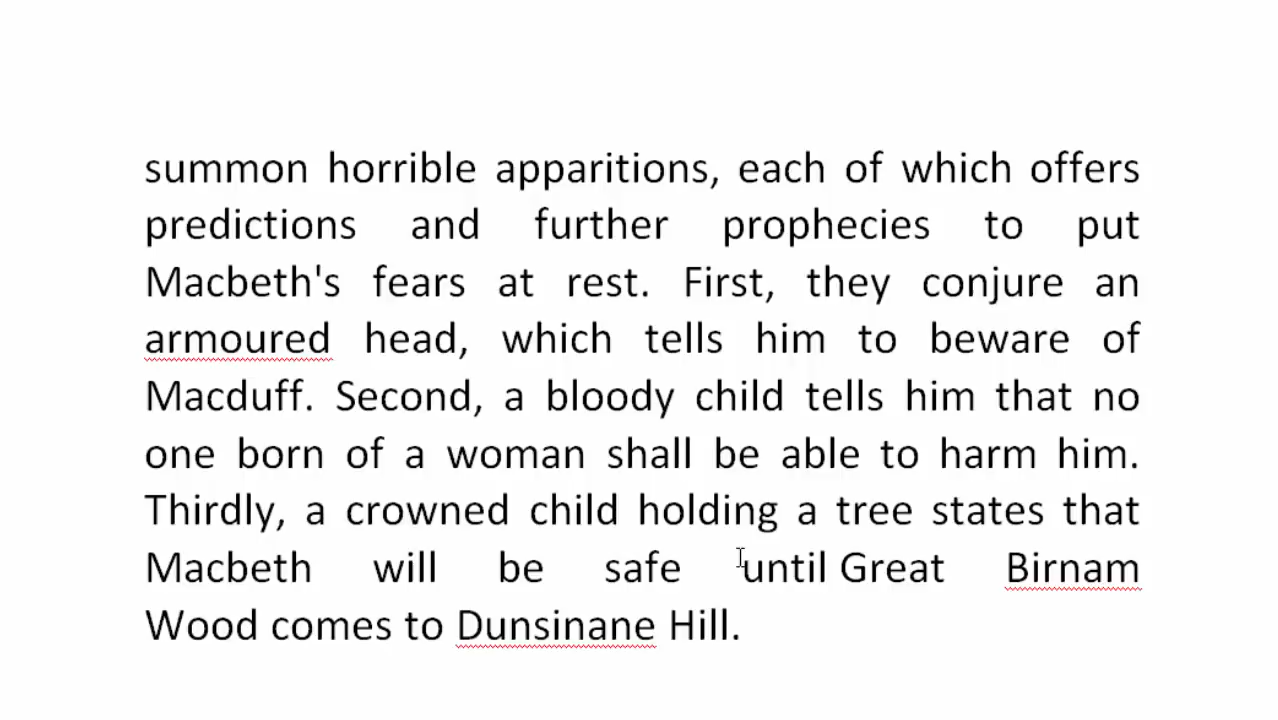 summon horrible apparitions, each of which offers
predictions and further prophecies to put
Macbeth's fears at rest. First, they conjure an
armoured head, which tells him to beware of
Macduff. Second, a bloody child tells him that no
one born of a woman shall be able to harm him.
Thirdly, a crowned child holding a tree states that
Macbeth will be safe until Great Birnam
Wood comes to Dunsinane Hill.